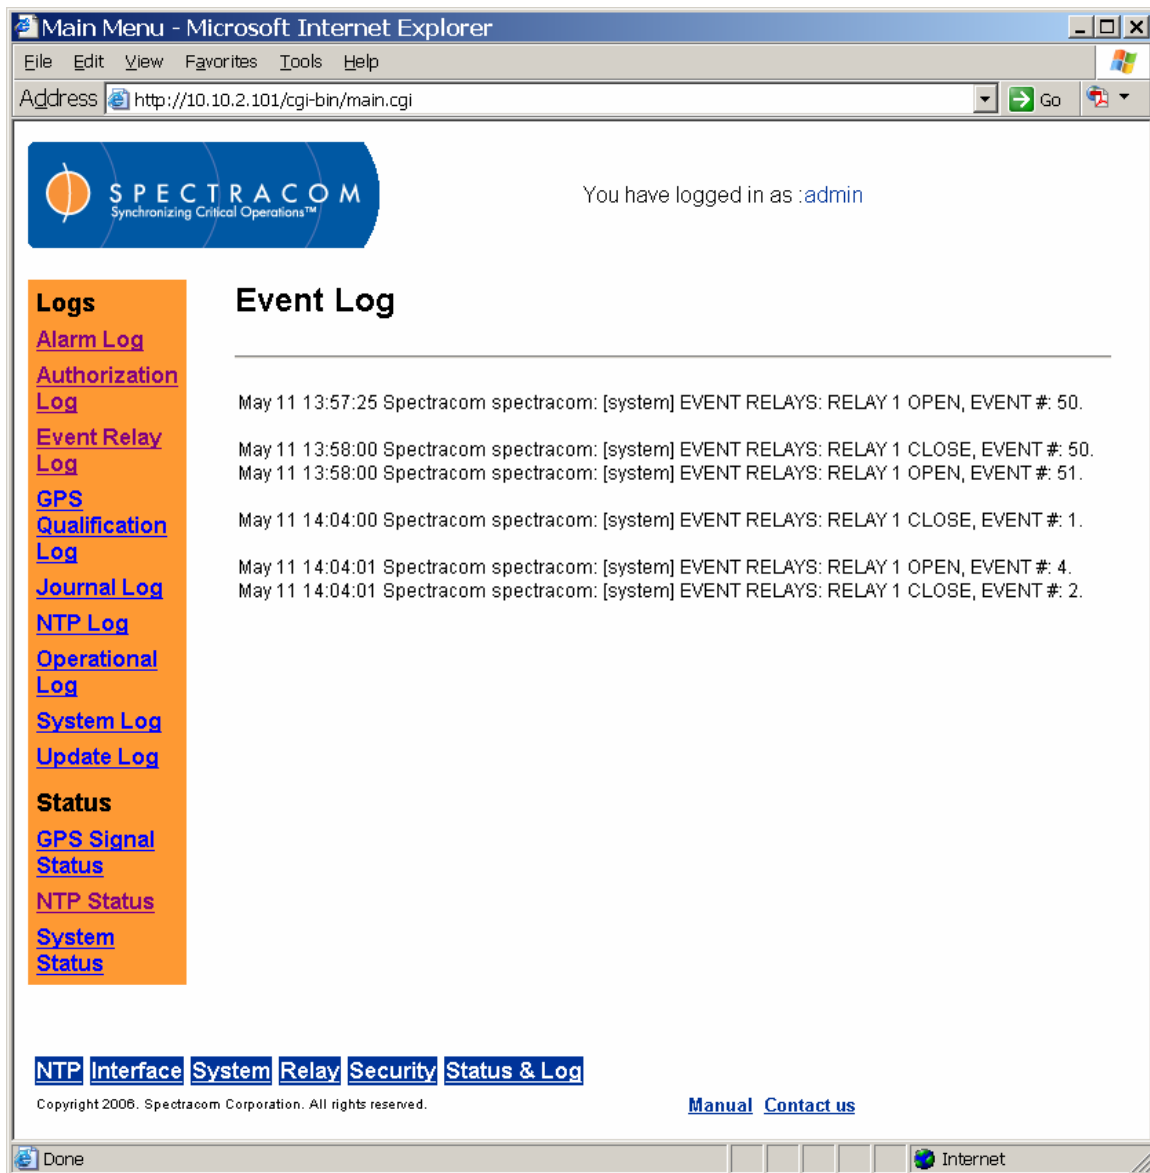 Main Menu - Microsoft Internet Explorer
File Edit View Favorites Tools Help
Address http://10.10.2.101/cgi-bin/main.cgi Go
SPECTRACOM
Synchronizing Critical Operations™
You have logged in as :admin
Logs
Alarm Log
Authorization
Log
Event Relay
Log
GPS
Qualification
Log
Journal Log
NTP Log
Operational
Log
System Log
Update Log
Status
GPS Signal
Status
NTP Status
System
Status
Event Log
May 11 13:57:25 Spectracom spectracom: [system] EVENT RELAYS: RELAY 1 OPEN, EVENT #: 50.
May 11 13:58:00 Spectracom spectracom: [system] EVENT RELAYS: RELAY 1 CLOSE, EVENT #: 50.
May 11 13:58:00 Spectracom spectracom: [system] EVENT RELAYS: RELAY 1 OPEN, EVENT #: 51.
May 11 14:04:00 Spectracom spectracom: [system] EVENT RELAYS: RELAY 1 CLOSE, EVENT #: 1.
May 11 14:04:01 Spectracom spectracom: [system] EVENT RELAYS: RELAY 1 OPEN, EVENT #: 4.
May 11 14:04:01 Spectracom spectracom: [system] EVENT RELAYS: RELAY 1 CLOSE, EVENT #: 2.
NTP Interface System Relay Security Status & Log
Copyright 2006. Spectracom Corporation. All rights reserved.
Manual Contact us
Done Internet